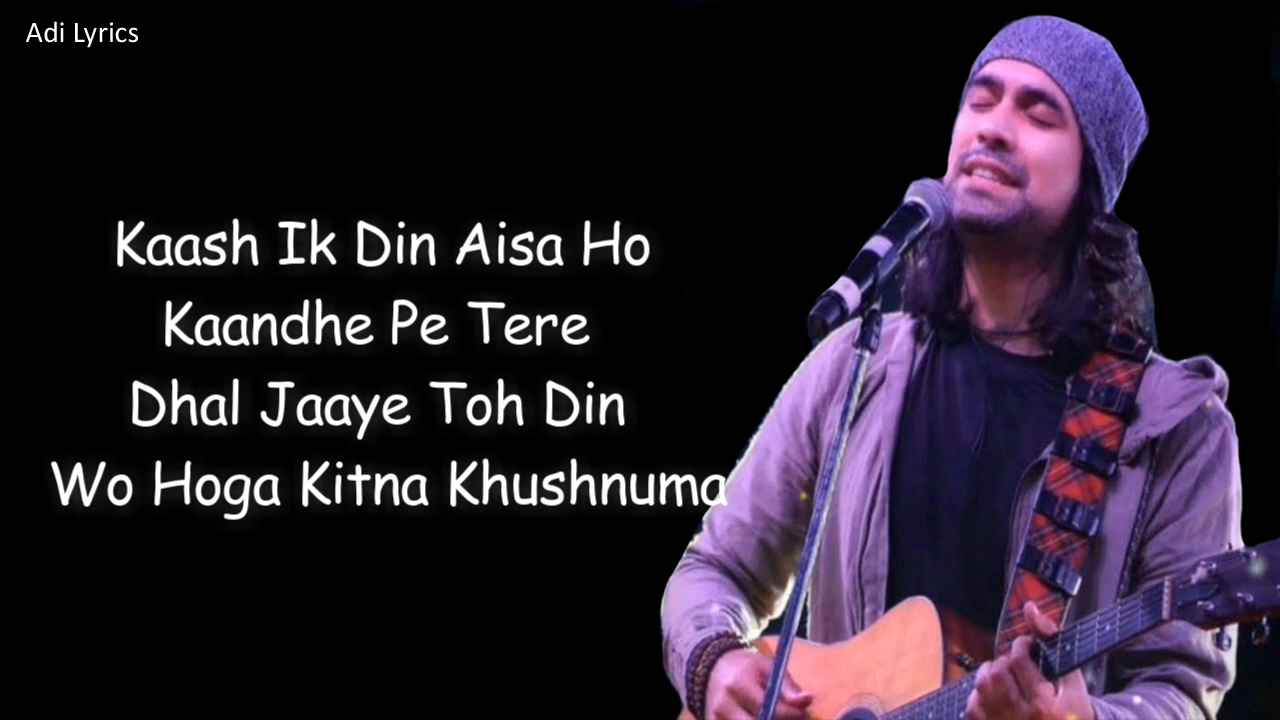 Adi Lyrics
Kaash Ik Din Aisa Ho
Kaandhe Pe Tere
Dhal Jaaye Toh Din
Wo Hoga Kitna Khushnuma